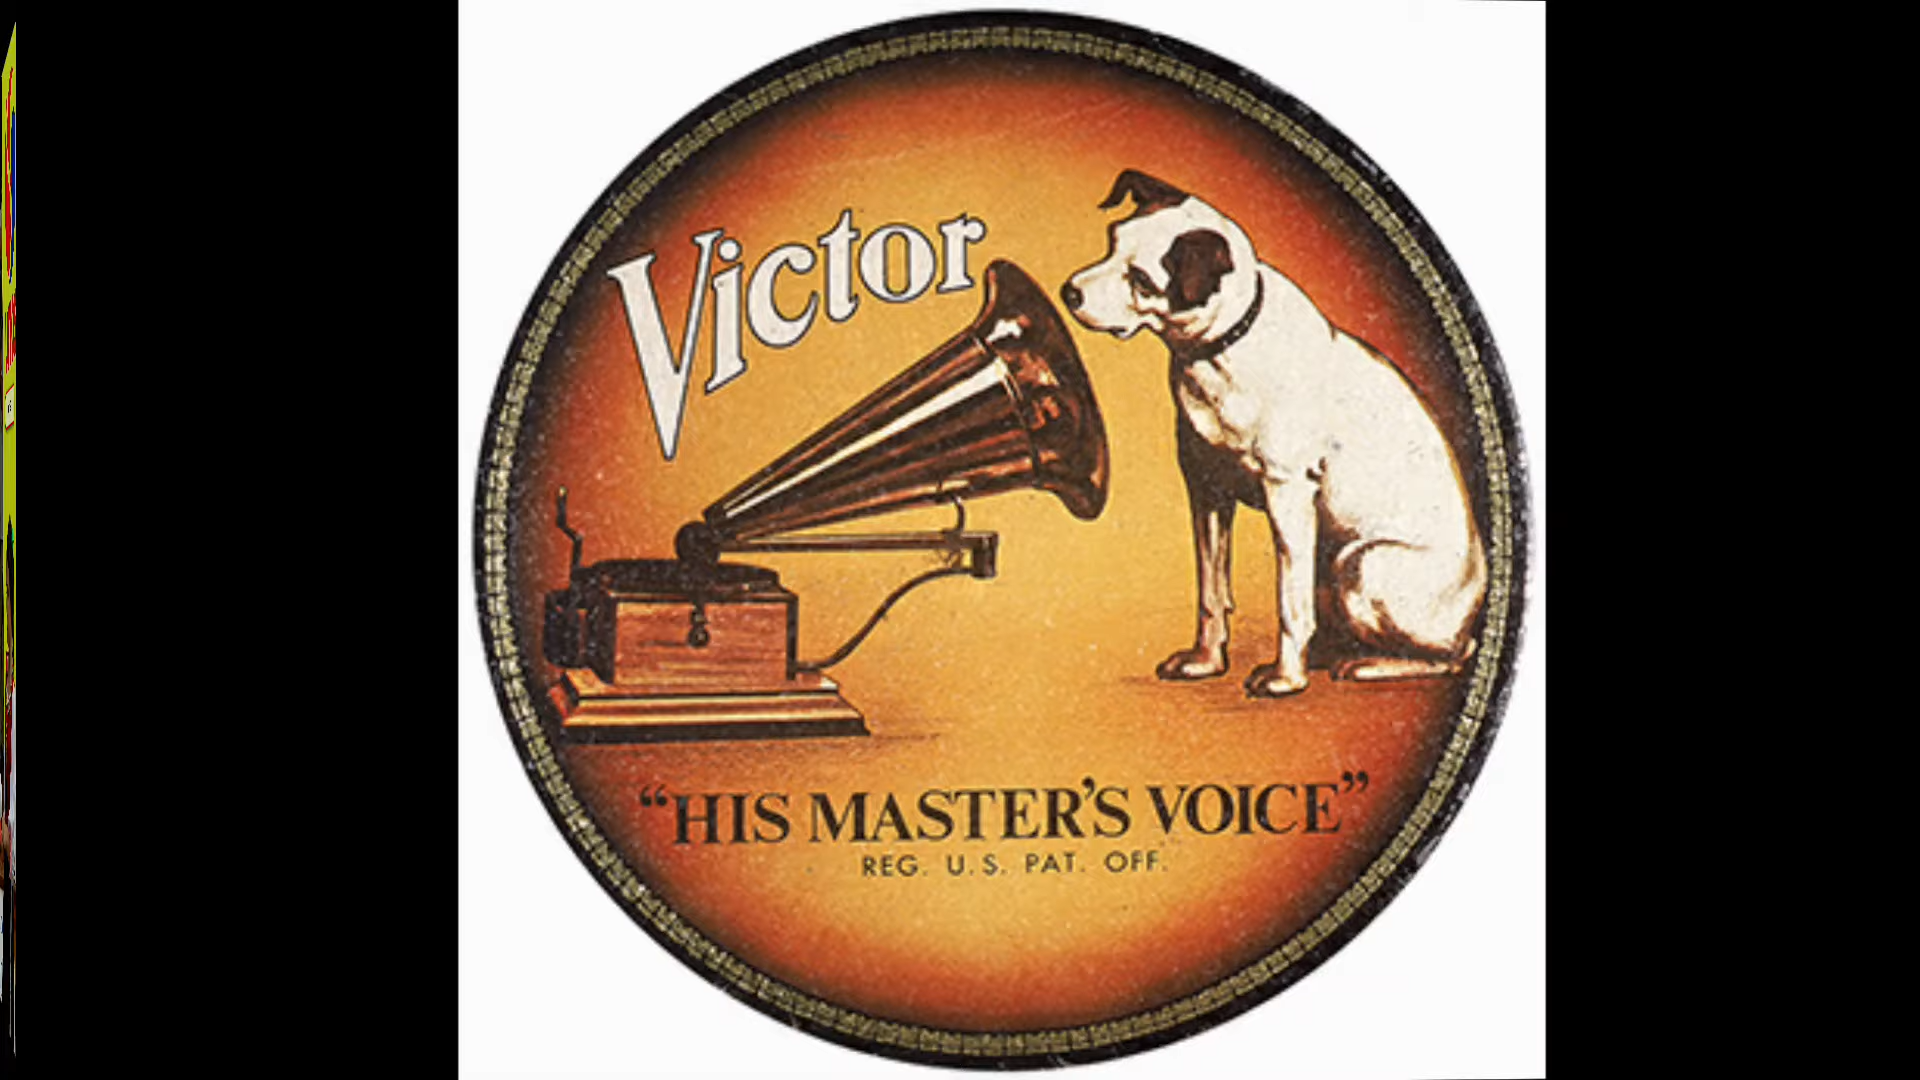 Victor
“HIS MASTER’S VOICE”
REG. U.S. PAT. OFF.